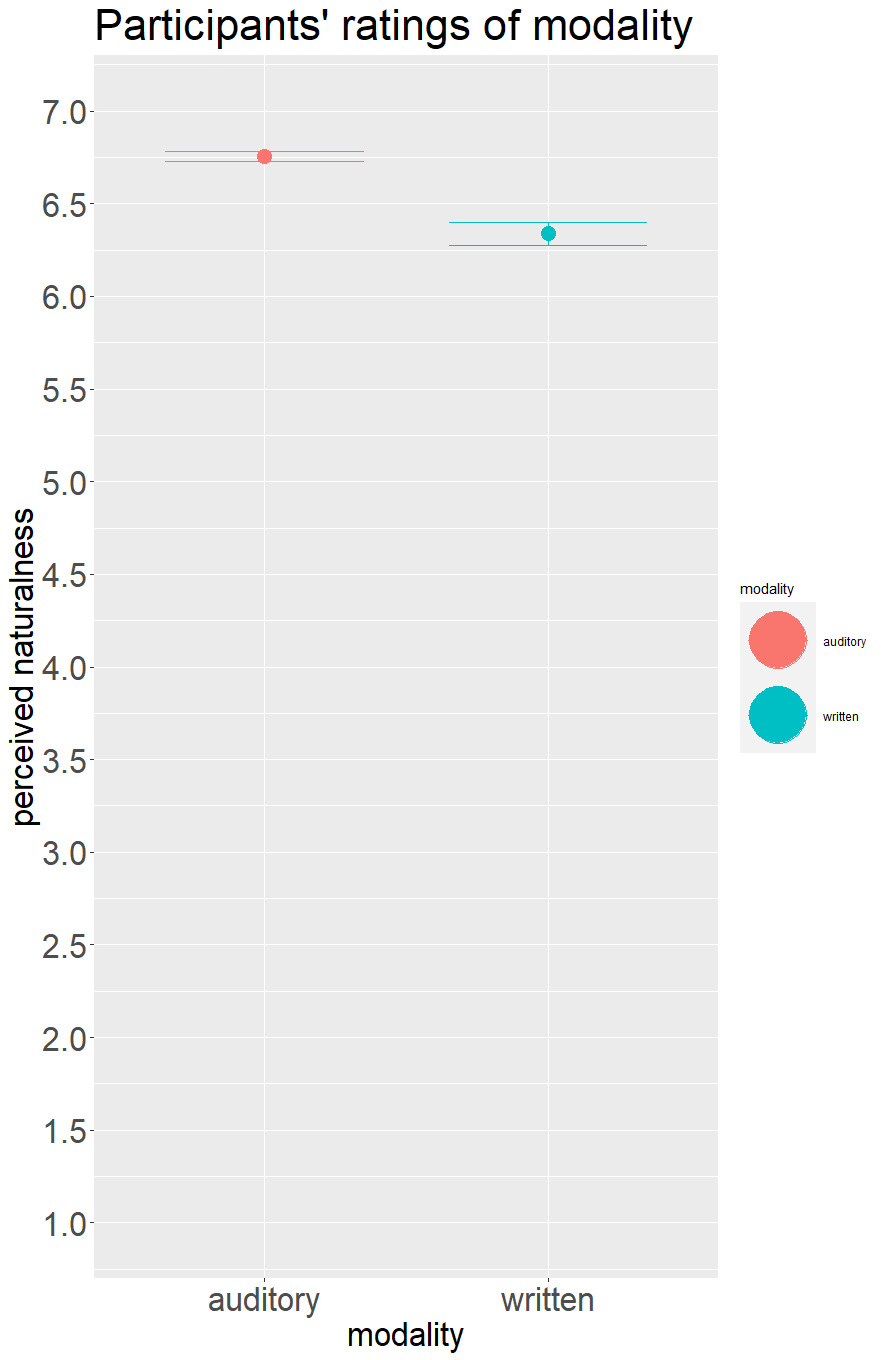 Participants' ratings of modality
perceived naturalness
7.0
6.5
6.0
5.5
5.0
4.5
4.0
3.5
3.0
2.5
2.0
1.5
1.0
auditory written
modality
modality
auditory
written